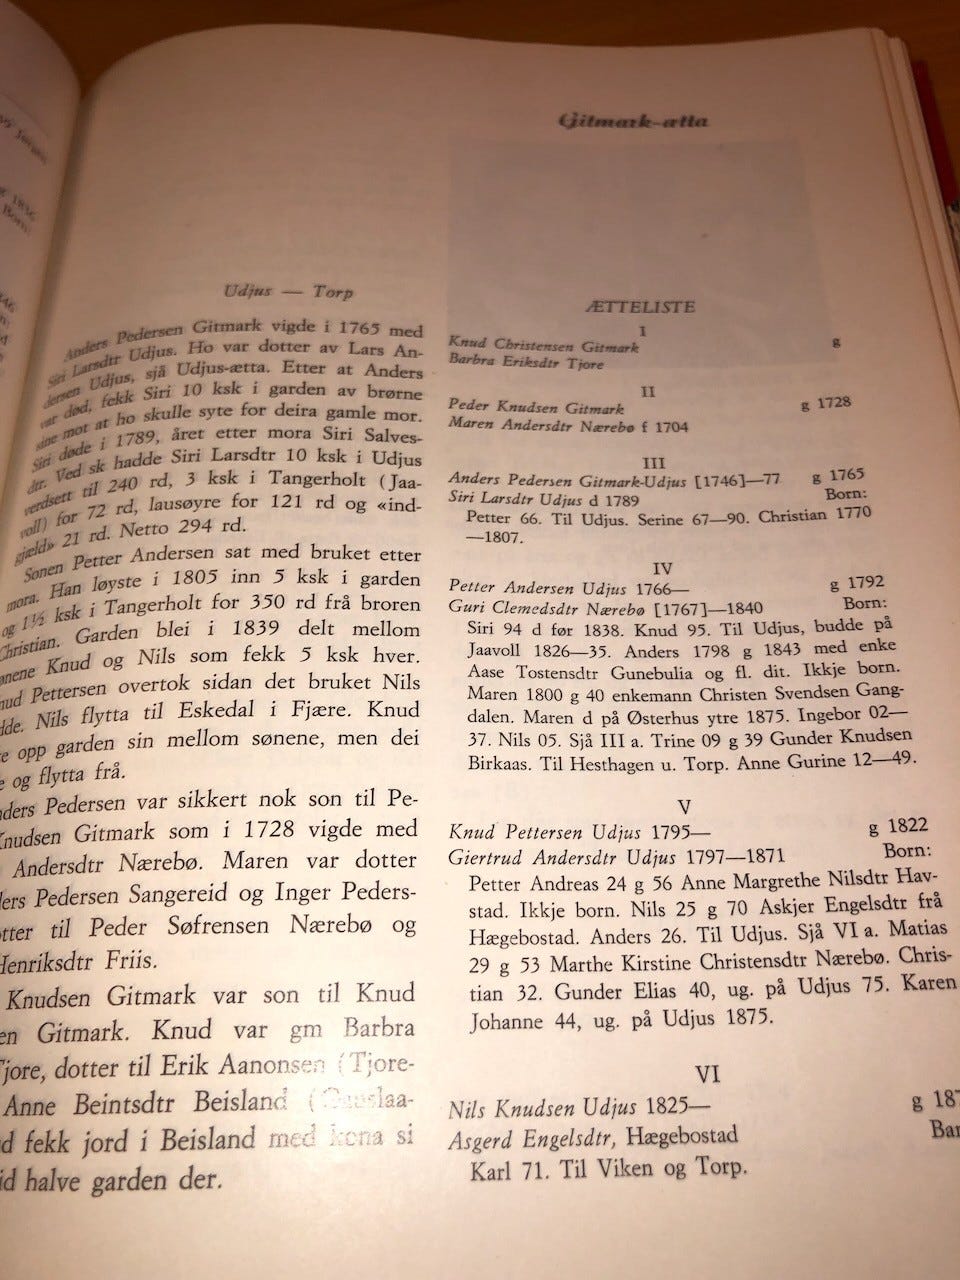 Gitmark-ætta
Udjus — Torp
Anders Pedersen Gitmark vigde i 1765 med
Siri Larsdtr Udjus. Ho var dotter av Lars An-
dersen Udjus, sjå Udjus-ætta. Etter at Anders
var død, fekk Siri 10 ksk i garden av brørne
sine mot at ho skulle syte for deira gamle mor.
Siri døde i 1789, året etter mora Siri Salves-
dtr. Ved sk hadde Siri Larsdtr 10 ksk i Udjus
verdsett til 240 rd, 3 ksk i Tangerholt (Jaa-
voll) for 72 rd, lausøyre for 121 rd og «ind-
gjæld» 21 rd. Netto 294 rd.
Sonen Petter Andersen sat med bruket etter
mora. Han løyste i 1805 inn 5 ksk i garden
og 1½ ksk i Tangerholt for 350 rd frå broren
Christian. Garden blei i 1839 delt mellom
ønene Knud og Nils som fekk 5 ksk hver.
nud Pettersen overtok sidan det bruket Nils
dde. Nils flytta til Eskedal i Fjære. Knud
te opp garden sin mellom sønene, men dei
e og flytta frå.
nders Pedersen var sikkert nok son til Pe-
Knudsen Gitmark som i 1728 vigde med
Andersdtr Nærebø. Maren var dotter
lers Pedersen Sangereid og Inger Peders-
otter til Peder Søfrensen Nærebø og
Henriksdtr Friis.
Knudsen Gitmark var son til Knud
en Gitmark. Knud var gm Barbra
Tjore, dotter til Erik Aanonsen (Tjore-
Anne Beintsdtr Beisland
d fekk jord i Beisland med kona si
id halve garden der.
ÆTTELISTE
I
Knud Christensen Gitmark g
Barbra Eriksdtr Tjore
II
Peder Knudsen Gitmark g 1728
Maren Andersdtr Nærebø f 1704
III
Anders Pedersen Gitmark-Udjus [1746]—77 g 1765
Siri Larsdtr Udjus d 1789 Born:
Petter 66. Til Udjus. Serine 67—90. Christian 1770
—1807.
IV
Petter Andersen Udjus 1766— g 1792
Guri Clemedsdtr Nærebø [1767]—1840 Born:
Siri 94 d før 1838. Knud 95. Til Udjus, budde på
Jaavoll 1826—35. Anders 1798 g 1843 med enke
Aase Tostensdtr Gunebulia og fl. dit. Ikkje born.
Maren 1800 g 40 enkemann Christen Svendsen Gang-
dalen. Maren d på Østerhus ytre 1875. Ingebor 02—
37. Nils 05. Sjå III a. Trine 09 g 39 Gunder Knudsen
Birkaas. Til Hesthagen u. Torp. Anne Gurine 12—49.
V
Knud Pettersen Udjus 1795— g 1822
Giertrud Andersdtr Udjus 1797—1871 Born:
Petter Andreas 24 g 56 Anne Margrethe Nilsdtr Hav-
stad. Ikkje born. Nils 25 g 70 Askjer Engelsdtr frå
Hægebostad. Anders 26. Til Udjus. Sjå VI a. Matias
29 g 53 Marthe Kirstine Christensdtr Nærebø. Chris-
tian 32. Gunder Elias 40, ug. på Udjus 75. Karen
Johanne 44, ug. på Udjus 1875.
VI
Nils Knudsen Udjus 1825— g 187
Asgerd Engelsdtr, Hægebostad Bar
Karl 71. Til Viken og Torp.